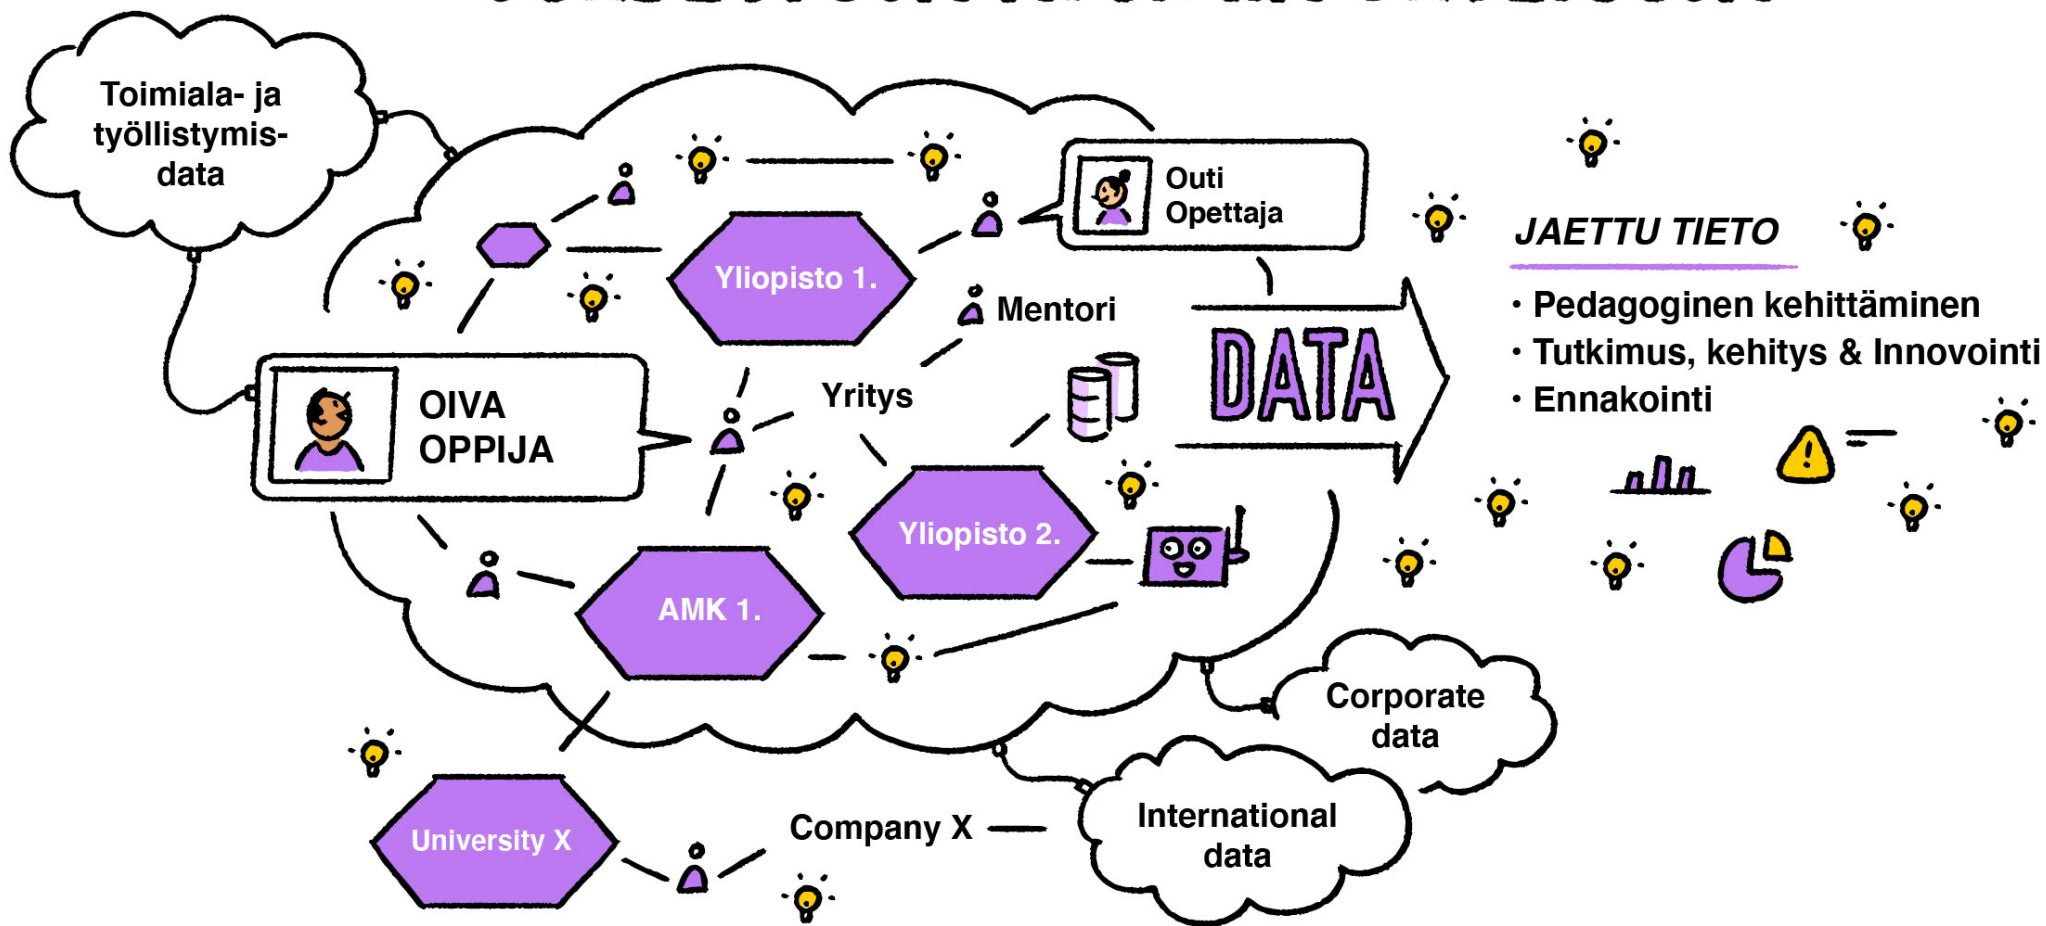 Toimiala- ja
työllistymis-
data
Outi
Opettaja
Yliopisto 1.
Mentori
OIVA
OPPIJA
Yritys
DATA
JAETTU TIETO
• Pedagoginen kehittäminen
• Tutkimus, kehitys & Innovointi
• Ennakointi
!
Yliopisto 2.
AMK 1.
Corporate
data
University X
Company X
International
data